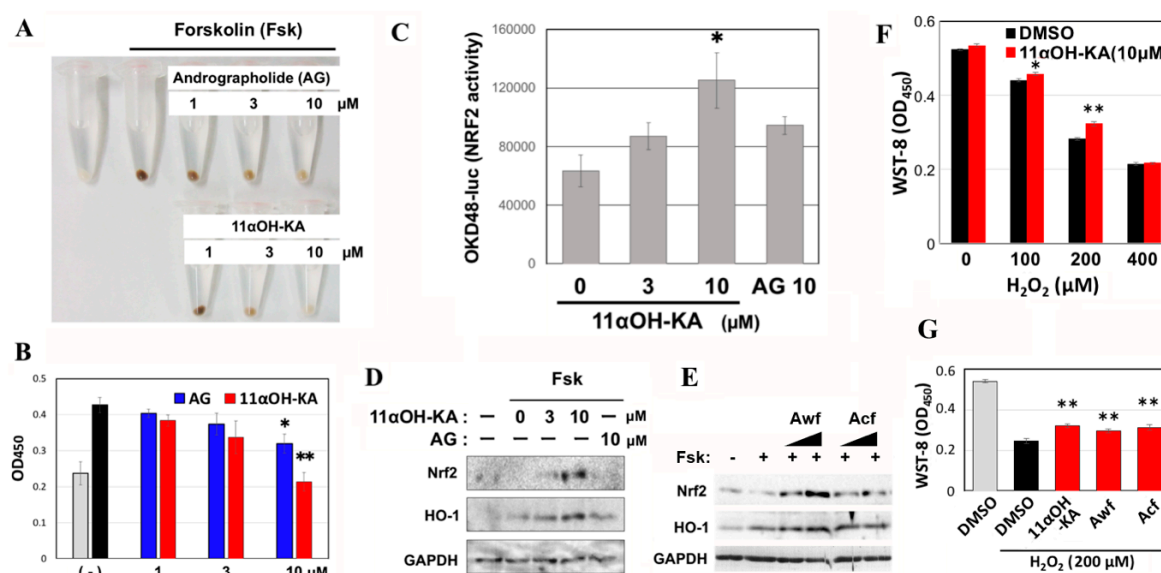 A
Forskolin (Fsk)
Andrographolide (AG)
1 3 10 μM
11αOH-KA
1 3 10 μM
B
OD450
0.5
0.4
0.3
0.2
0.1
0
AG 11αOH-KA
*
**
(-) 1 3 10 μM
C
OKD48-luc (NRF2 activity)
160000
120000
80000
40000
0
*
0 3 10 AG 10
11αOH-KA (μM)
D
Fsk
11αOH-KA : － 0 3 10 － μM
AG : － － － － 10 μM
Nrf2
HO-1
GAPDH
E
Awf Acf
Fsk: - + + + + +
Nrf2
HO-1
GAPDH
F
WST-8 (OD450)
0.6
0.4
0.2
0
DMSO
11αOH-KA(10μM
*
**
0 100 200 400
H2O2 (μM)
G
WST-8 (OD450)
0.6
0.4
0.2
0
** ** **
DMSO DMSO 11αOH-KA Awf Acf
H2O2 (200 μM)